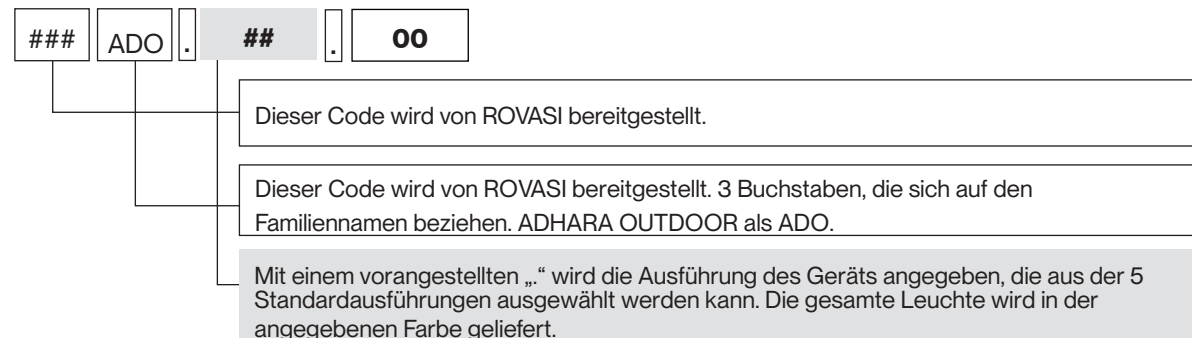 ### ADO . ## . 00
Dieser Code wird von ROVASI bereitgestellt.
Dieser Code wird von ROVASI bereitgestellt. 3 Buchstaben, die sich auf den
Familiennamen beziehen. ADHARA OUTDOOR als ADO.
Mit einem vorangestellten „.“ wird die Ausführung des Geräts angegeben, die aus der 5
Standardausführungen ausgewählt werden kann. Die gesamte Leuchte wird in der
angegebenen Farbe geliefert.